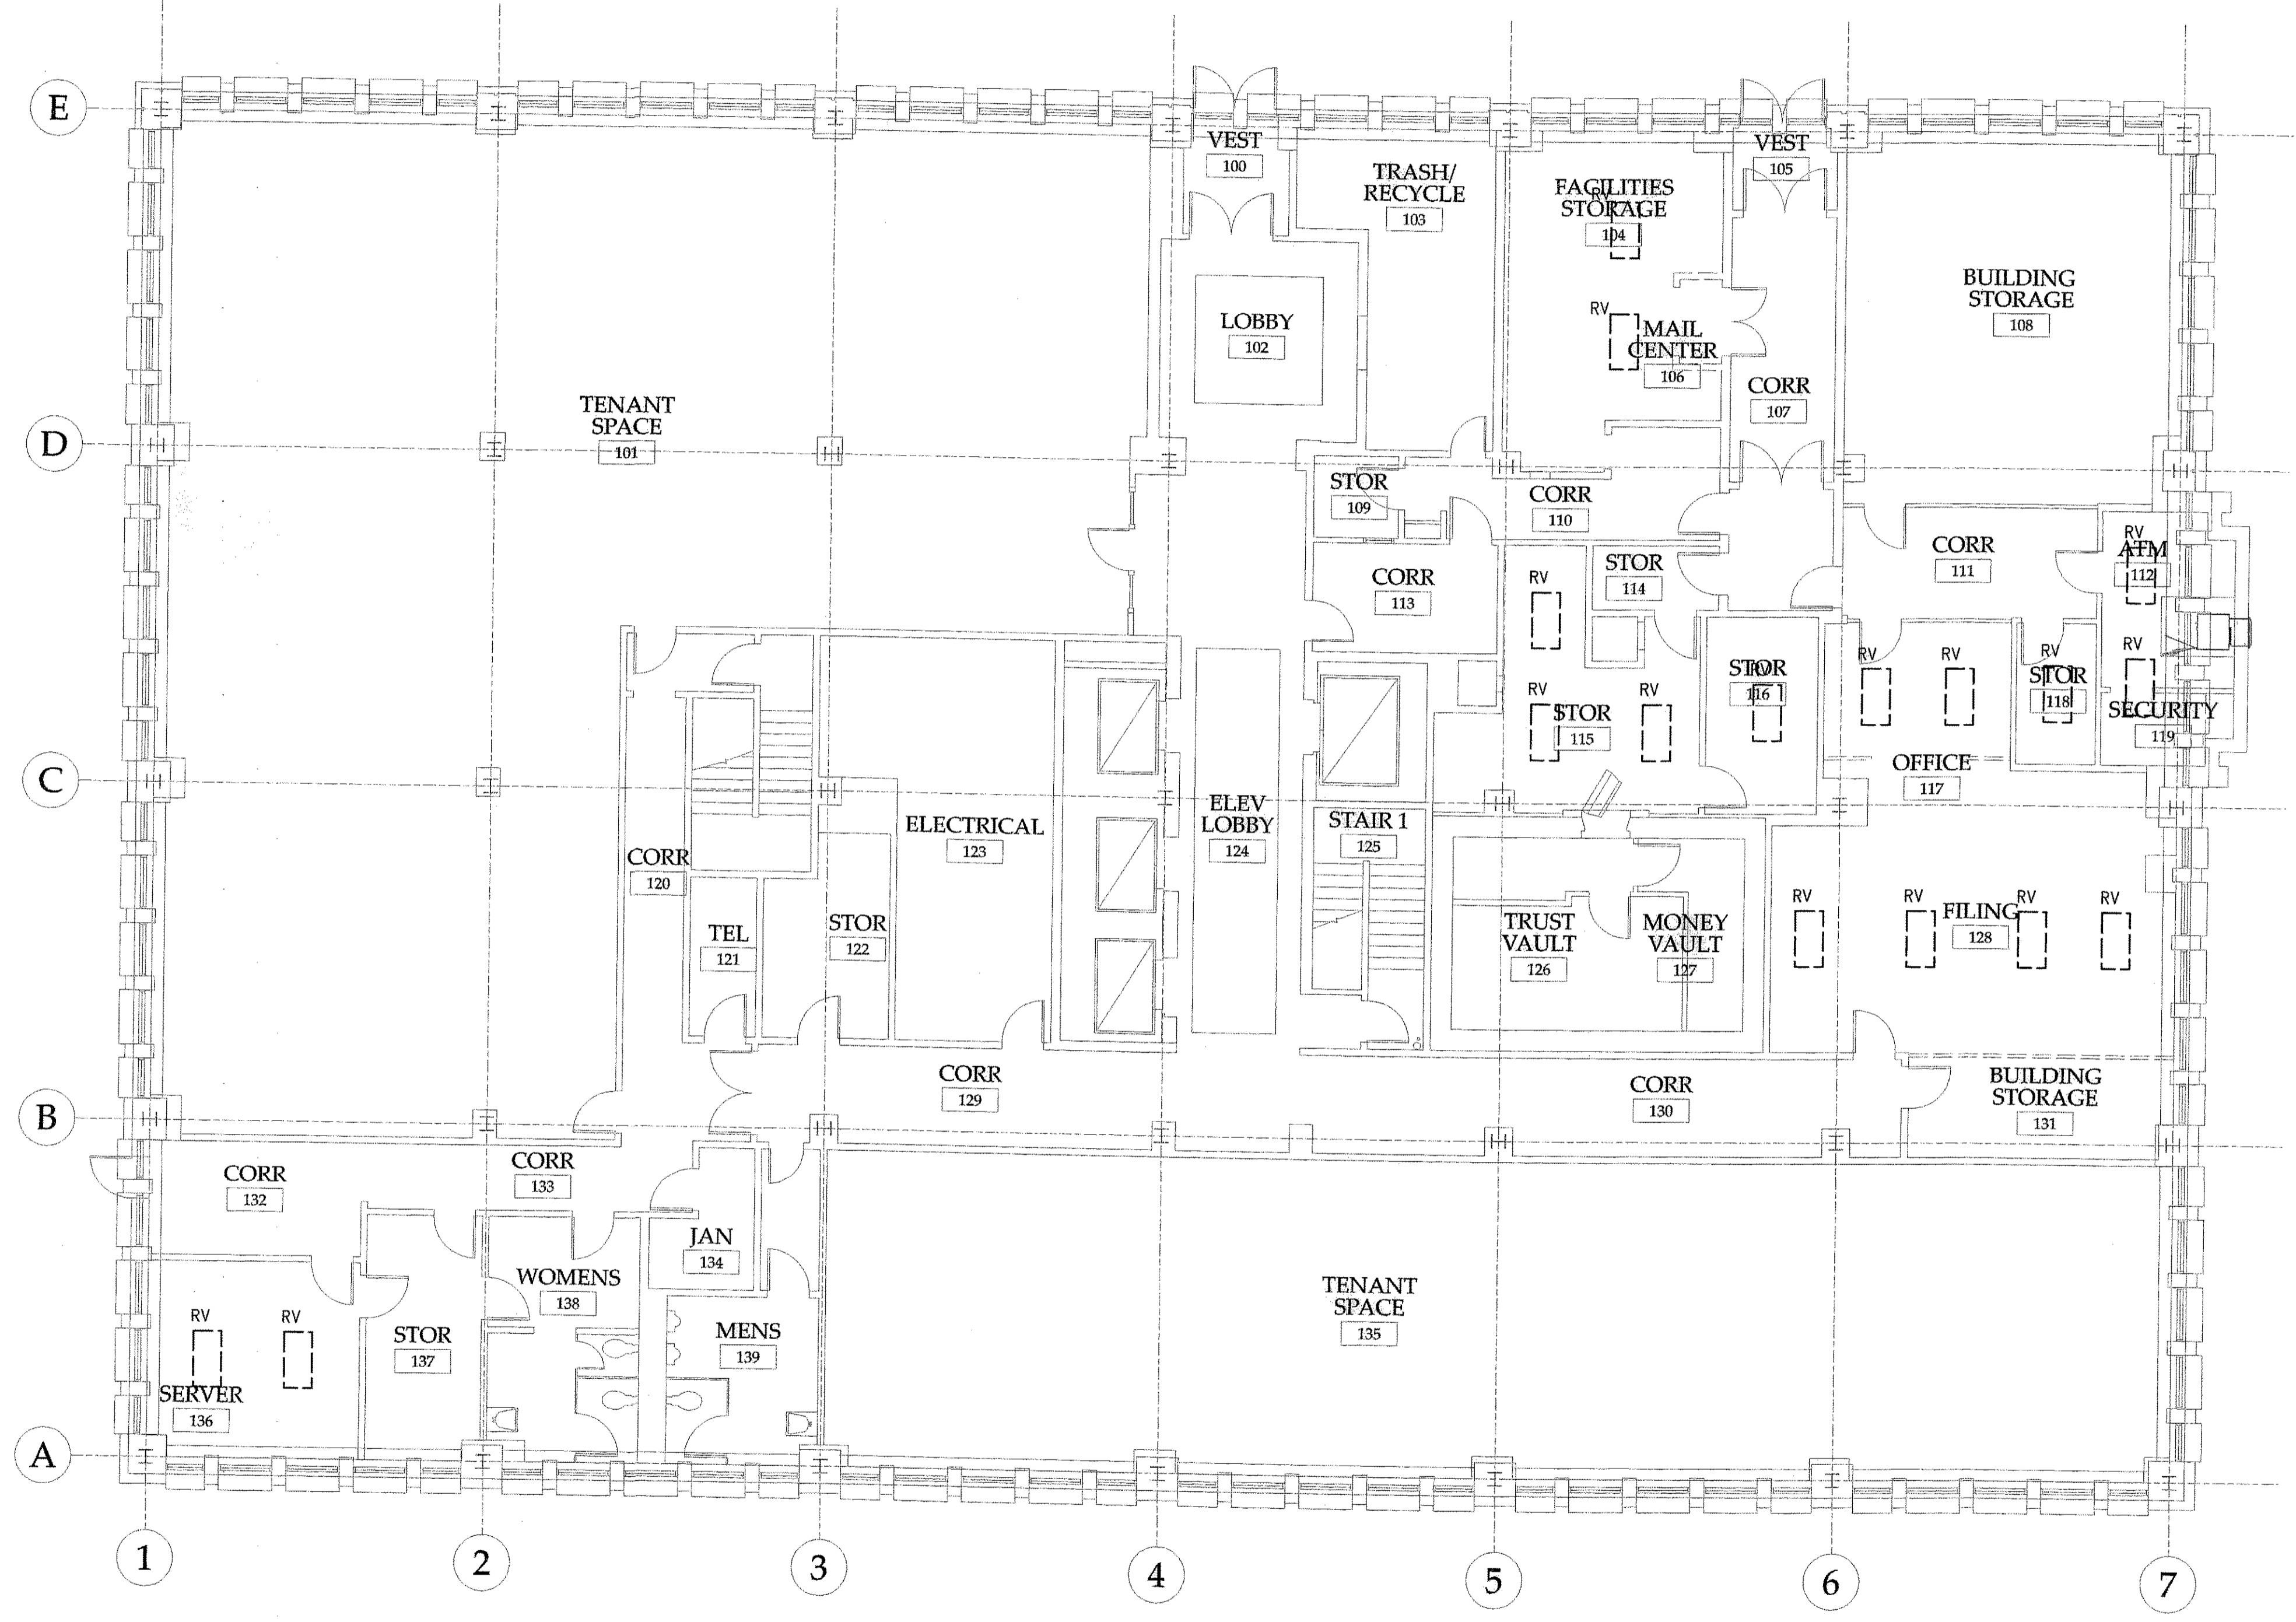 E
VEST
100
VEST
105
TRASH/
RECYCLE
103
FACILITIES
STORAGE
104
RV
BUILDING
STORAGE
108
LOBBY
102
RV
MAIL
CENTER
106
CORR
107
TENANT
SPACE
101
D
STOR
109
CORR
110
CORR
111
RV
ATM
112
CORR
113
RV
STOR
114
RV
STOR
115
RV
STOR
116
RV
RV
RV
RV
STOR
118
RV
SECURITY
119
OFFICE
117
C
ELECTRICAL
123
ELEV
LOBBY
124
STAIR 1
125
CORR
120
TEL
121
STOR
122
TRUST
VAULT
126
MONEY
VAULT
127
RV
RV
FILING
128
RV
RV
CORR
129
CORR
130
BUILDING
STORAGE
131
B
CORR
132
CORR
133
JAN
134
WOMENS
138
TENANT
SPACE
135
RV
RV
STOR
137
MENS
139
SERVER
136
A
1
2
3
4
5
6
7